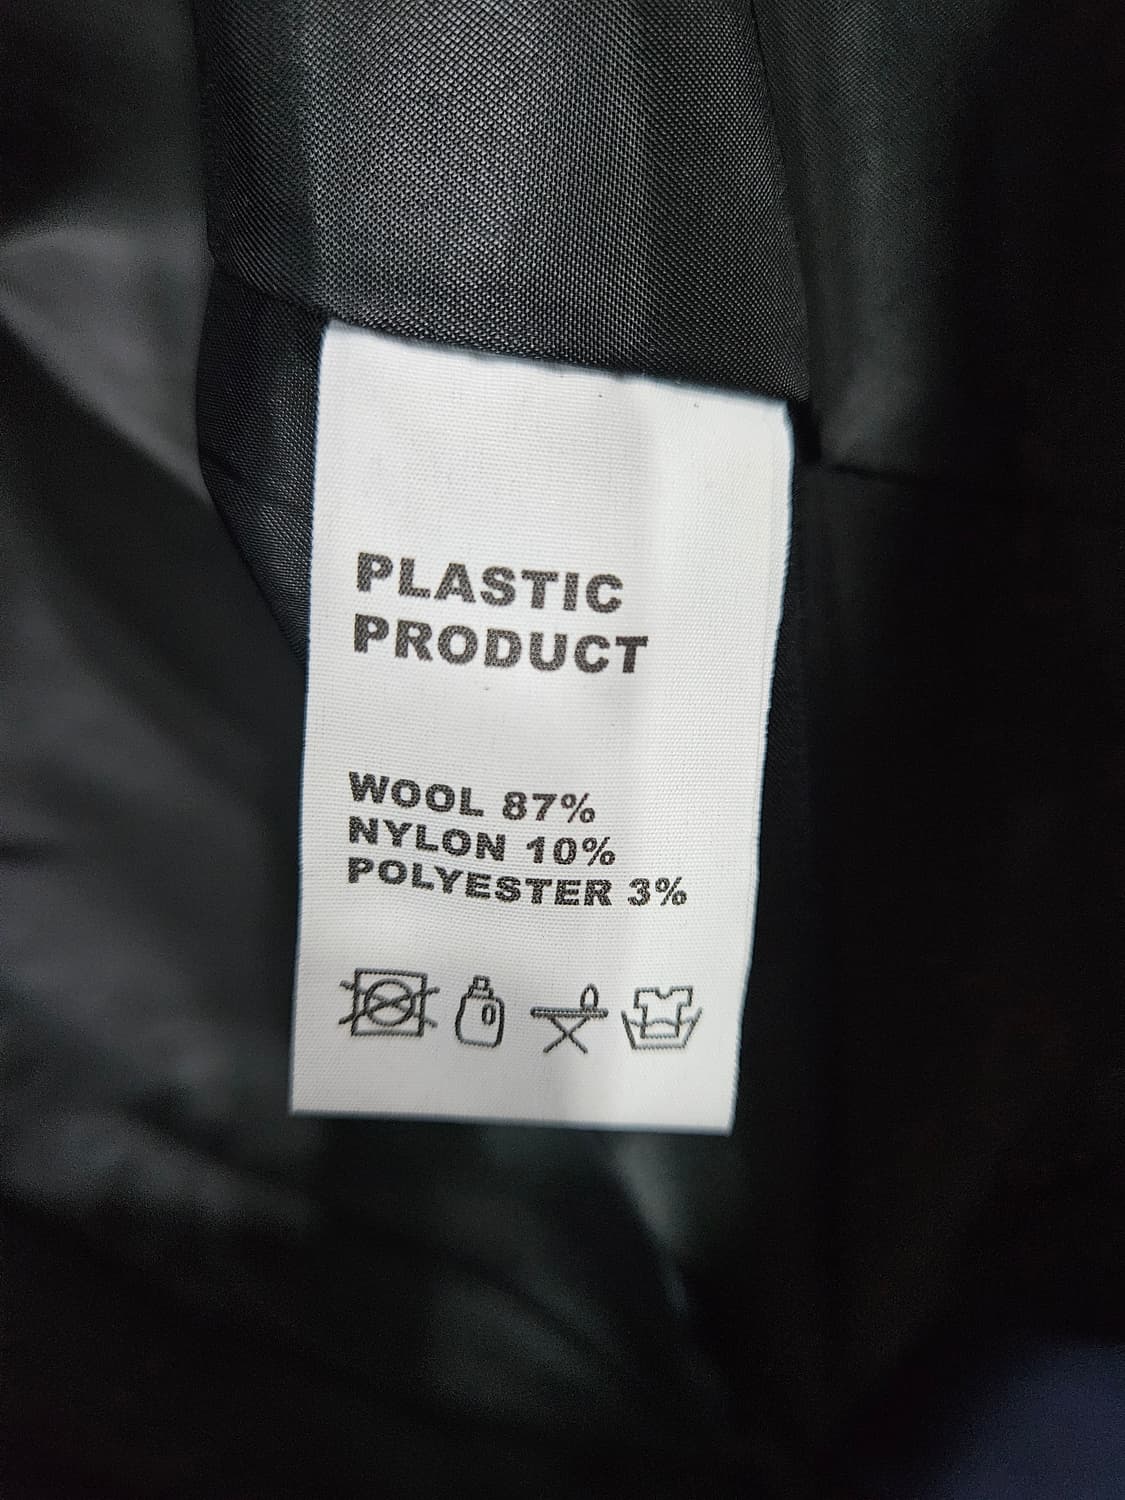 PLASTIC
PRODUCT
WOOL 87%
NYLON 10%
POLYESTER 3%